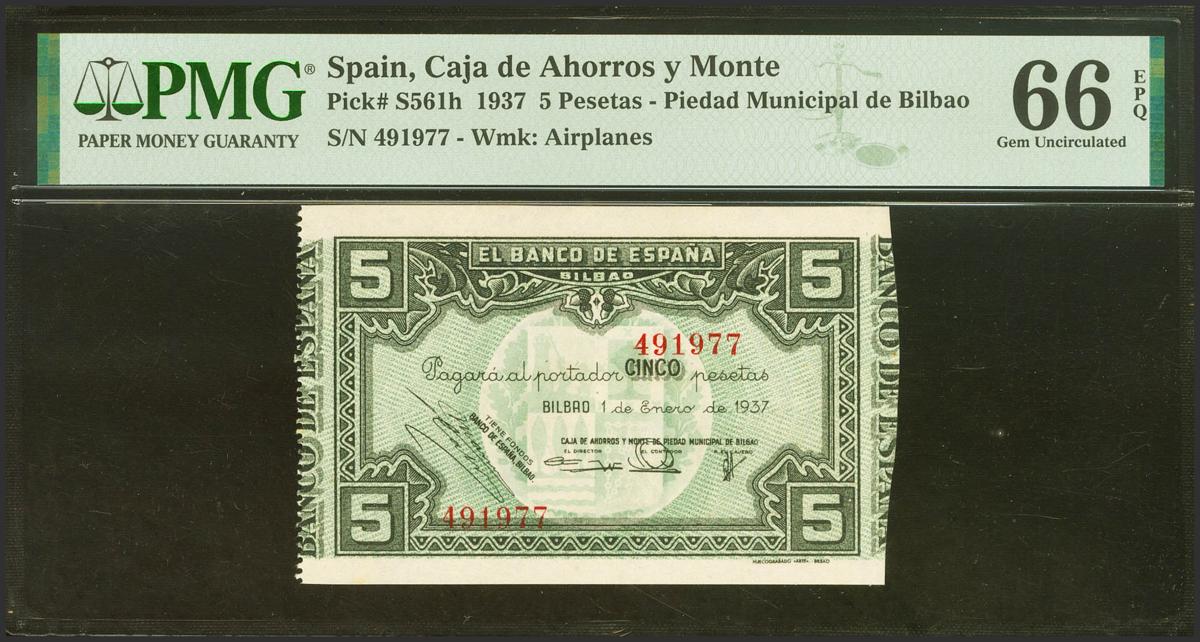 PMG®
PAPER MONEY GUARANTY
Spain, Caja de Ahorros y Monte
Pick# S561h 1937 5 Pesetas - Piedad Municipal de Bilbao
S/N 491977 - Wmk: Airplanes
66
EPQ
Gem Uncirculated
BANCO DE ESPAÑA
5
EL BANCO DE ESPAÑA
BILBAO
5
BANCO DE ESPAÑA
491977
Pagará al portador CINCO pesetas
BILBAO 1 de Enero de 1937
TIENE FONDOS
BANCO DE ESPAÑA, BILBAO.
CAJA DE AHORROS Y MONTE DE PIEDAD MUNICIPAL DE BILBAO
EL DIRECTOR EL CONTADOR
5
491977
5
HUECOGRABADO «ARTE» - BILBAO